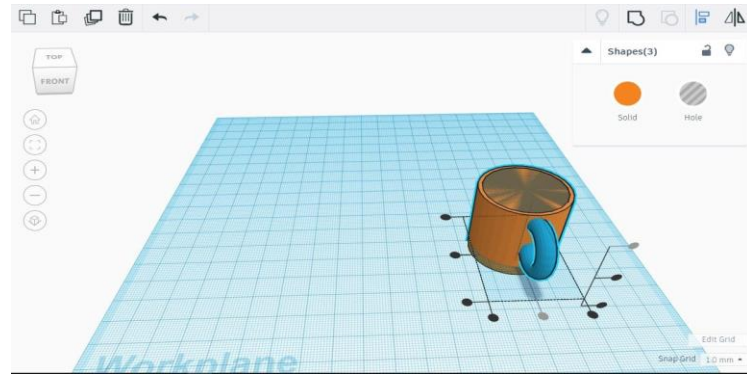 TOP
FRONT
Shapes(3)
Solid
Hole
Workplane
Edit Grid
Snap Grid 1.0 mm